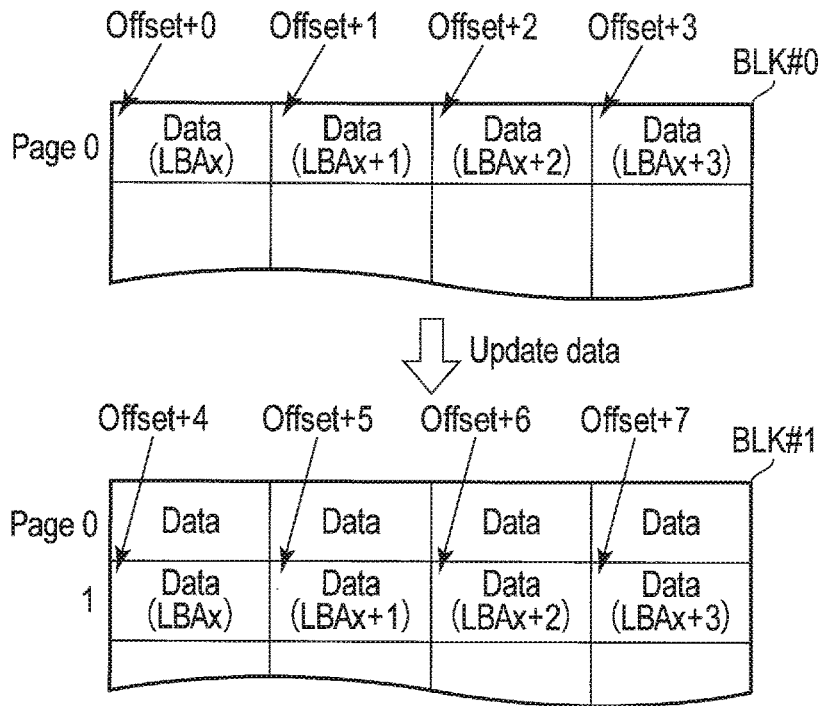 Offset+0 Offset+1 Offset+2 Offset+3
BLK#0
Page 0 Data Data Data Data
(LBAx) (LBAx+1) (LBAx+2) (LBAx+3)
Update data
Offset+4 Offset+5 Offset+6 Offset+7
BLK#1
Page 0 Data Data Data Data
1 Data Data Data Data
(LBAx) (LBAx+1) (LBAx+2) (LBAx+3)